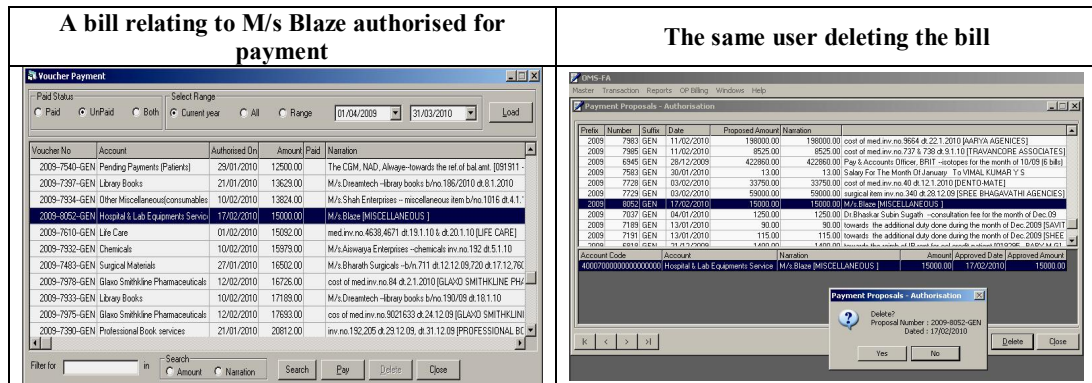 A bill relating to M/s Blaze authorised for
payment
The same user deleting the bill
Voucher Payment
Paid Status
Paid UnPaid Both
Select Range
Current year All Range 01/04/2009 31/03/2010 Load
Voucher No Account Authorised On Amount Paid Narration
2009-7540-GEN Pending Payments (Patients) 29/01/2010 12500.00 The CGM, NAD, Alwaye--towards the ref.of bal.amt. [091911 -
2009-7397-GEN Library Books 21/01/2010 13629.00 M/s.Dreamtech --library books b/no.186/2010 dt.8.1.2010
2009-7934-GEN Other Miscellaneous(consumables 10/02/2010 13824.00 M/s.Shah Enterprises -- miscellaneous item b/no.1016 dt.4.1.
2009-8052-GEN Hospital & Lab Equipments Servic 17/02/2010 15000.00 M/s.Blaze [MISCELLANEOUS ]
2009-7610-GEN Life Care 01/02/2010 15092.00 med.inv.no.4638,4671 dt.19.1.10 & dt.20.1.10 [LIFE CARE]
2009-7932-GEN Chemicals 10/02/2010 15979.00 M/s.Aiswarya Enterprises --chemicals inv.no.192 dt.5.1.10
2009-7483-GEN Surgical Materials 27/01/2010 16502.00 M/s.Bharath Surgicals --b/n.711 dt.12.12.09,720 dt.17.12,760
2009-7978-GEN Glaxo Smithkline Pharmaceuticals 12/02/2010 16726.00 cost of med.inv.no.84 dt.2.1.2010 [GLAXO SMITHKLINE PHA
2009-7933-GEN Library Books 10/02/2010 17189.00 M/s.Dreamtech --library books b/no.190/09 dt.18.1.10
2009-7975-GEN Glaxo Smithkline Pharmaceuticals 12/02/2010 17693.00 cos of med.inv.no.9021633 dt.24.12.09 [GLAXO SMITHKLINI
2009-7390-GEN Professional Book services 21/01/2010 20812.00 inv.no.192,205 dt.29.12.09, dt.31.12.09 [PROFESSIONAL BC
Filter for in Search Amount Narration Search Pay Delete Close
OMS-FA
Master Transaction Reports OP Billing Windows Help
Payment Proposals - Authorisation
Prefix Number Suffix Date Proposed Amount Narration
2009 7983 GEN 11/02/2010 198000.00 198000.00 cost of med.inv.no.9664 dt.22.1.2010 [AARYA AGENICES]
2009 7985 GEN 11/02/2010 8525.00 8525.00 cost of med.inv.no.737 & 738 dt.9.1.10 [TRAVANCORE ASSOCIATES]
2009 6945 GEN 28/12/2009 422860.00 422860.00 Pay & Accounts Officer, BRIT --isotopes for the month of 10/09 (6 bills)
2009 7583 GEN 30/01/2010 13.00 13.00 Salary For The Month Of January To VIMAL KUMAR Y S
2009 7728 GEN 03/02/2010 33750.00 33750.00 cost of med.inv.no.40 dt.12.1.2010 [DENTO-MATE]
2009 7729 GEN 03/02/2010 59000.00 59000.00 surgical item.inv.no.340 dt.28.12.09 [SREE BHAGAVATHI AGENCIES]
2009 8052 GEN 17/02/2010 15000.00 15000.00 M/s.Blaze [MISCELLANEOUS ]
2009 7037 GEN 04/01/2010 1250.00 1250.00 Dr.Bhaskar Subin Sugath --consultation fee for the month of Dec.09
2009 7189 GEN 13/01/2010 90.00 90.00 towards the additional duty done during the month of Dec.2009 [SAVIT
2009 7191 GEN 13/01/2010 115.00 115.00 towards the additional duty done during the month of Dec.2009 [SHEE
2009 6818 GEN 21/12/2009 1400.00 1400.00
Account Code Account Narration Amount Approved Date Approved Amount
Hospital & Lab Equipments Service M/s.Blaze [MISCELLANEOUS ] 15000.00 17/02/2010 15000.00
Payment Proposals - Authorisation
Delete?
Proposal Number : 2009-8052-GEN
Dated : 17/02/2010
Yes No
Delete Close